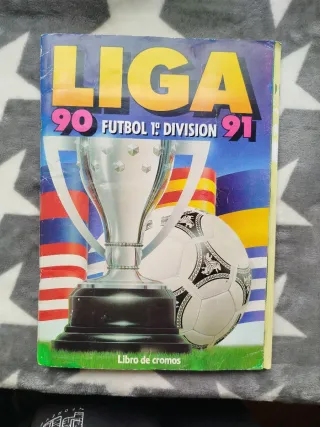 LIGA
90 FUTBOL 1ª DIVISION 91
Libro de cromos